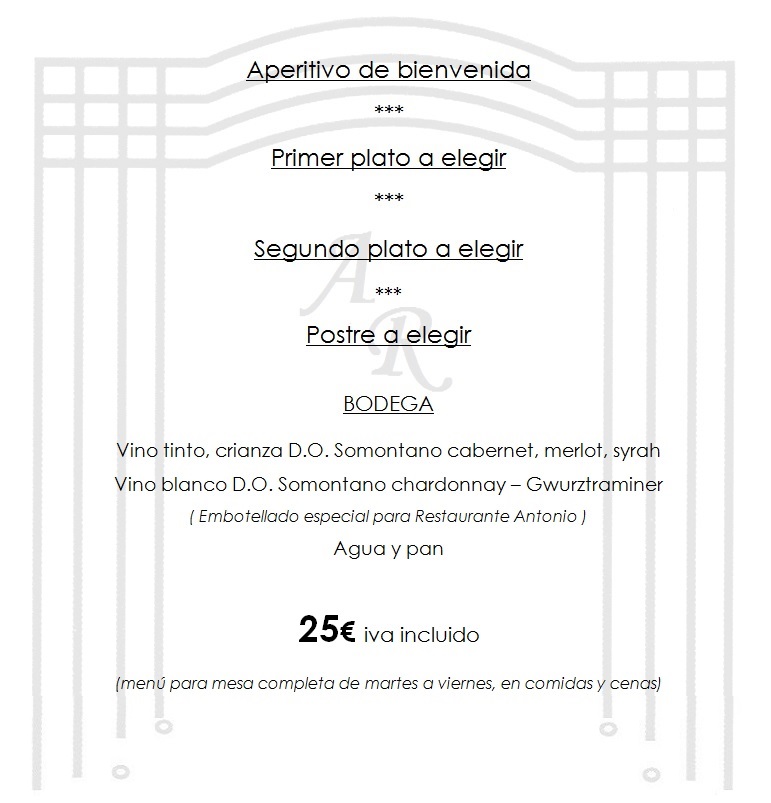 Aperitivo de bienvenida
***
Primer plato a elegir
***
Segundo plato a elegir
***
Postre a elegir
AR
BODEGA
Vino tinto, crianza D.O. Somontano cabernet, merlot, syrah
Vino blanco D.O. Somontano chardonnay – Gwurztraminer
( Embotellado especial para Restaurante Antonio )
Agua y pan
25€ iva incluido
(menú para mesa completa de martes a viernes, en comidas y cenas)